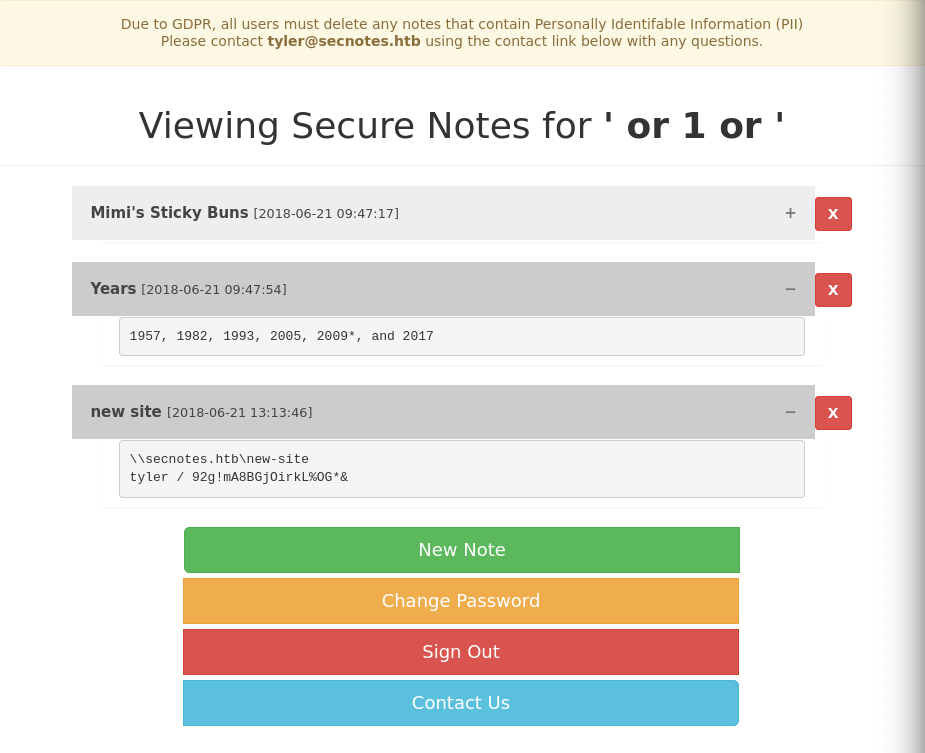 Due to GDPR, all users must delete any notes that contain Personally Identifable Information (PII)
Please contact tyler@secnotes.htb using the contact link below with any questions.
Viewing Secure Notes for ' or 1 or '
Mimi's Sticky Buns [2018-06-21 09:47:17] + X
Years [2018-06-21 09:47:54] − X
1957, 1982, 1993, 2005, 2009*, and 2017
new site [2018-06-21 13:13:46] − X
\\secnotes.htb\new-site
tyler / 92g!mA8BGjOirkL%OG*&
New Note
Change Password
Sign Out
Contact Us